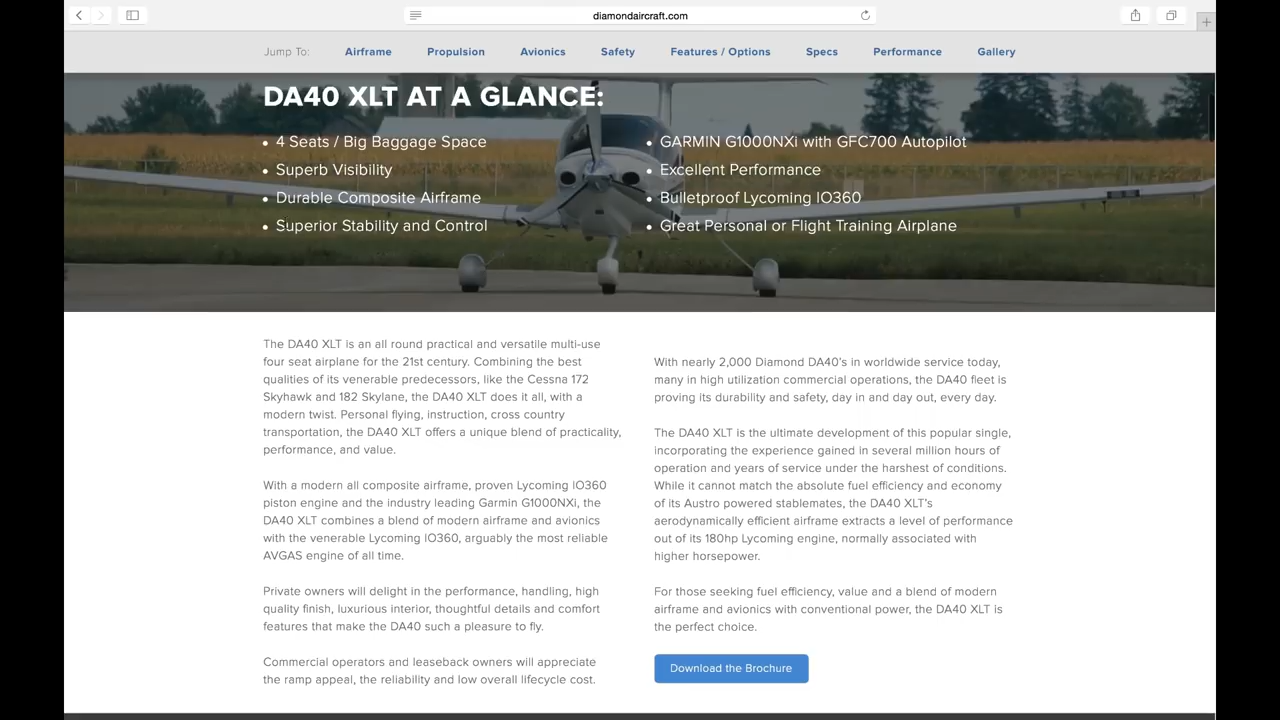 diamondaircraft.com
Jump To: Airframe Propulsion Avionics Safety Features / Options Specs Performance Gallery
DA40 XLT AT A GLANCE:
• 4 Seats / Big Baggage Space
• Superb Visibility
• Durable Composite Airframe
• Superior Stability and Control
• GARMIN G1000NXi with GFC700 Autopilot
• Excellent Performance
• Bulletproof Lycoming IO360
• Great Personal or Flight Training Airplane
The DA40 XLT is an all round practical and versatile multi-use
four seat airplane for the 21st century. Combining the best
qualities of its venerable predecessors, like the Cessna 172
Skyhawk and 182 Skylane, the DA40 XLT does it all, with a
modern twist. Personal flying, instruction, cross country
transportation, the DA40 XLT offers a unique blend of practicality,
performance, and value.
With a modern all composite airframe, proven Lycoming IO360
piston engine and the industry leading Garmin G1000NXi, the
DA40 XLT combines a blend of modern airframe and avionics
with the venerable Lycoming IO360, arguably the most reliable
AVGAS engine of all time.
Private owners will delight in the performance, handling, high
quality finish, luxurious interior, thoughtful details and comfort
features that make the DA40 such a pleasure to fly.
Commercial operators and leaseback owners will appreciate
the ramp appeal, the reliability and low overall lifecycle cost.
With nearly 2,000 Diamond DA40's in worldwide service today,
many in high utilization commercial operations, the DA40 fleet is
proving its durability and safety, day in and day out, every day.
The DA40 XLT is the ultimate development of this popular single,
incorporating the experience gained in several million hours of
operation and years of service under the harshest of conditions.
While it cannot match the absolute fuel efficiency and economy
of its Austro powered stablemates, the DA40 XLT's
aerodynamically efficient airframe extracts a level of performance
out of its 180hp Lycoming engine, normally associated with
higher horsepower.
For those seeking fuel efficiency, value and a blend of modern
airframe and avionics with conventional power, the DA40 XLT is
the perfect choice.
Download the Brochure